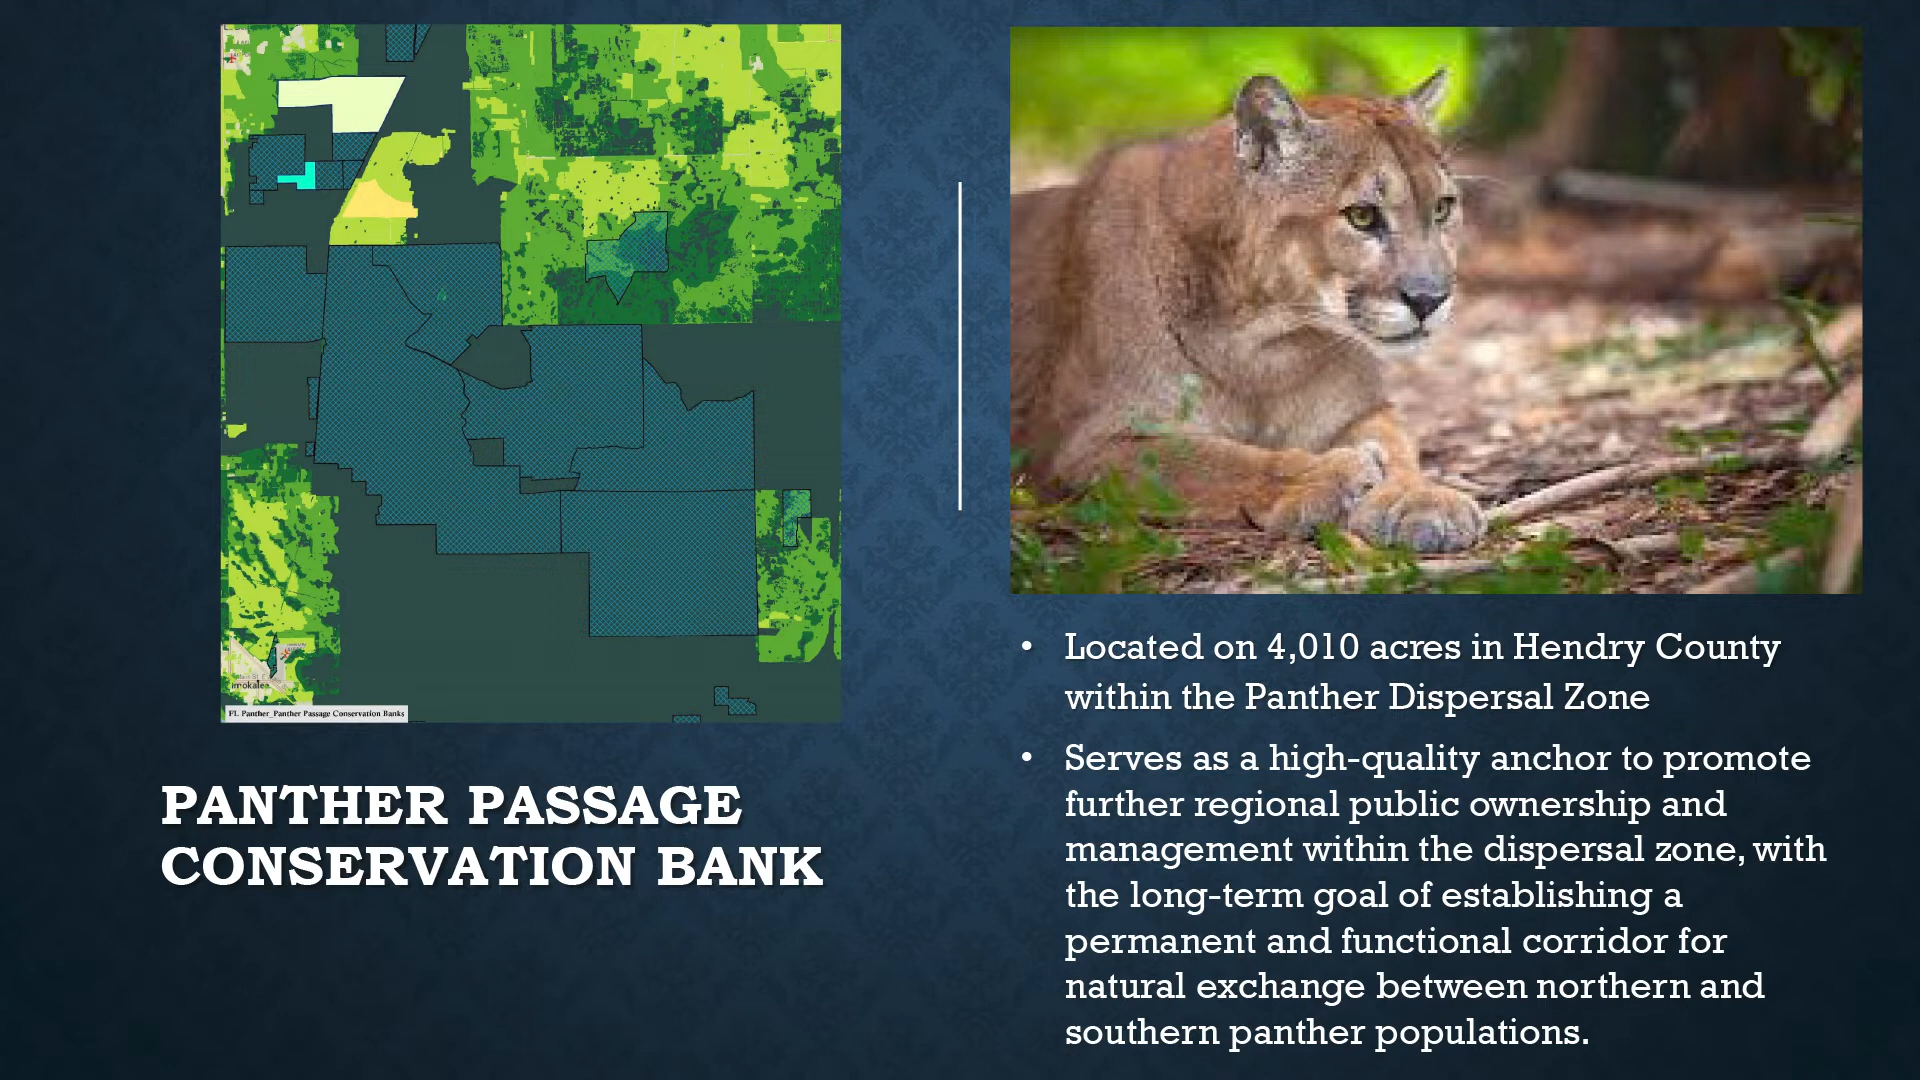 FL Panther_Panther Passage Conservation Banks
PANTHER PASSAGE
CONSERVATION BANK
• Located on 4,010 acres in Hendry County
within the Panther Dispersal Zone
• Serves as a high-quality anchor to promote
further regional public ownership and
management within the dispersal zone, with
the long-term goal of establishing a
permanent and functional corridor for
natural exchange between northern and
southern panther populations.